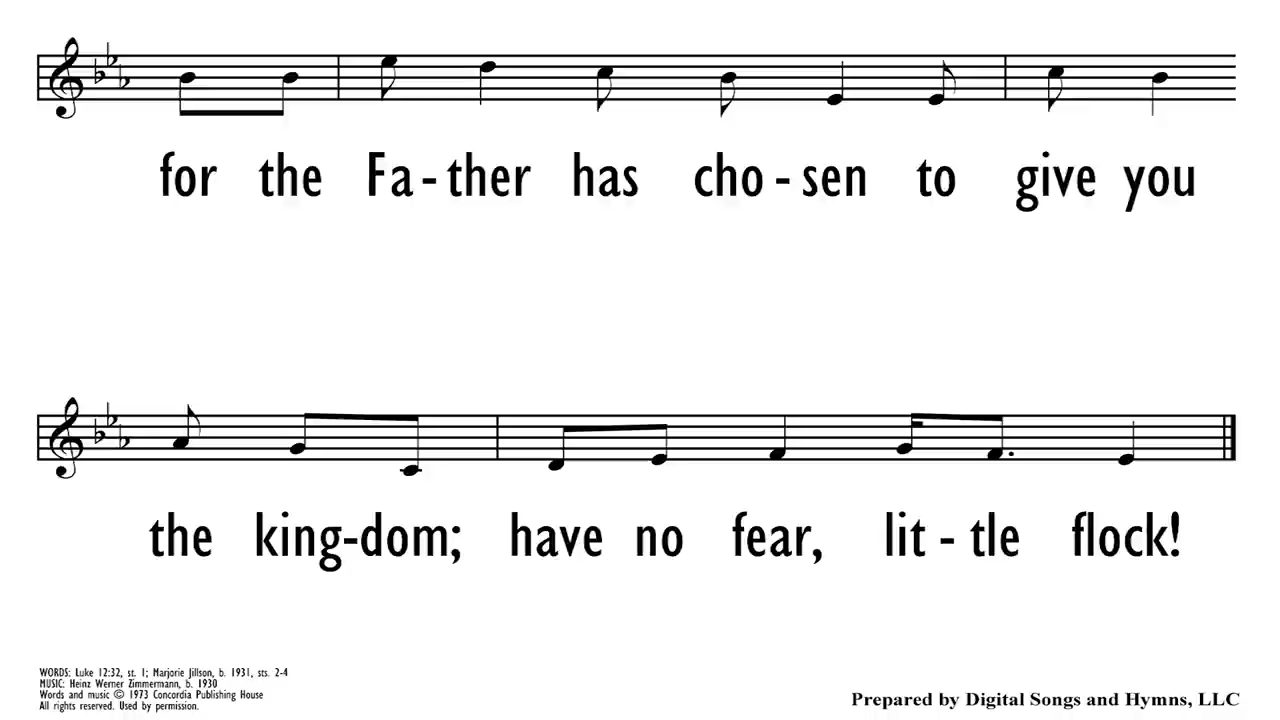 for the Fa - ther has cho - sen to give you
the king-dom; have no fear, lit - tle flock!
WORDS: Luke 12:32, st. 1; Marjorie Jillson, b. 1931, sts. 2-4
MUSIC: Heinz Werner Zimmermann, b. 1930
Words and music © 1973 Concordia Publishing House
All rights reserved. Used by permission.
Prepared by Digital Songs and Hymns, LLC